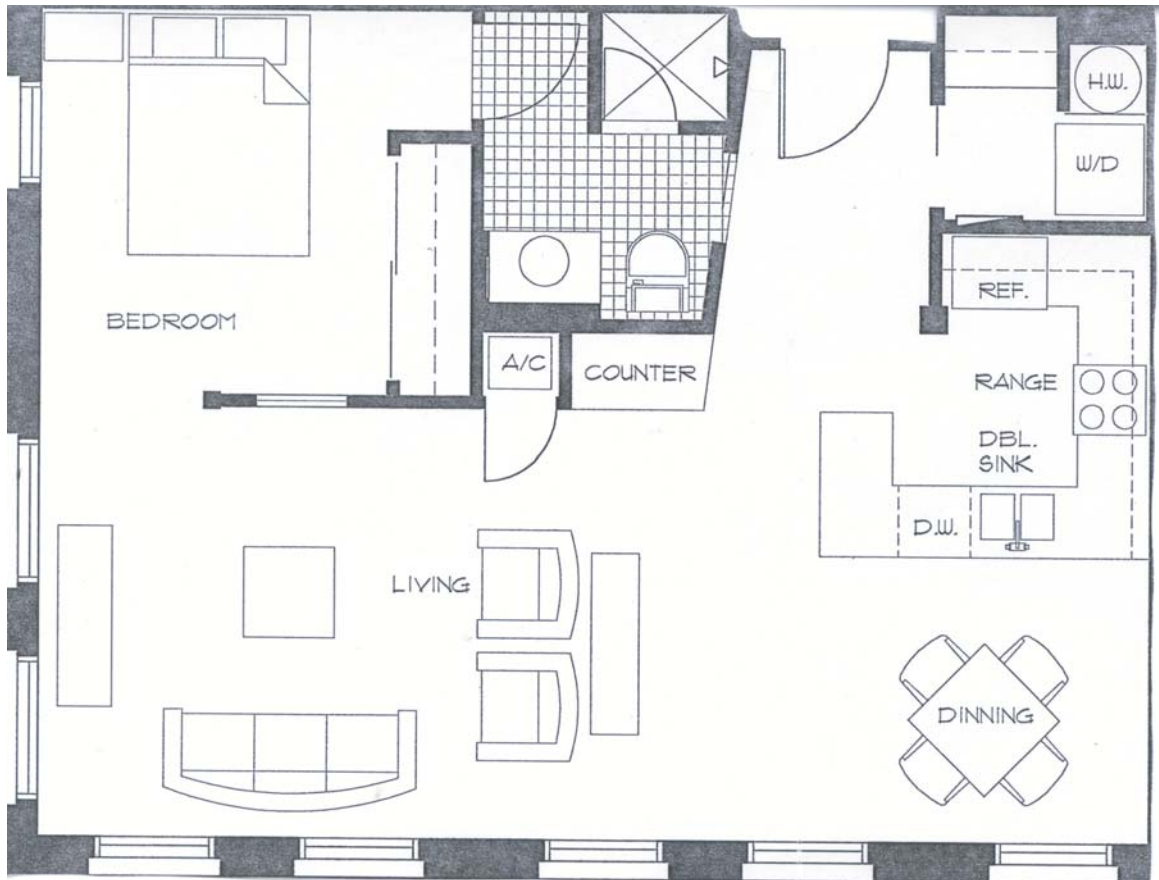 H.W.
W/D
REF.
BEDROOM
A/C
COUNTER
RANGE
DBL.
SINK
D.W.
LIVING
DINNING